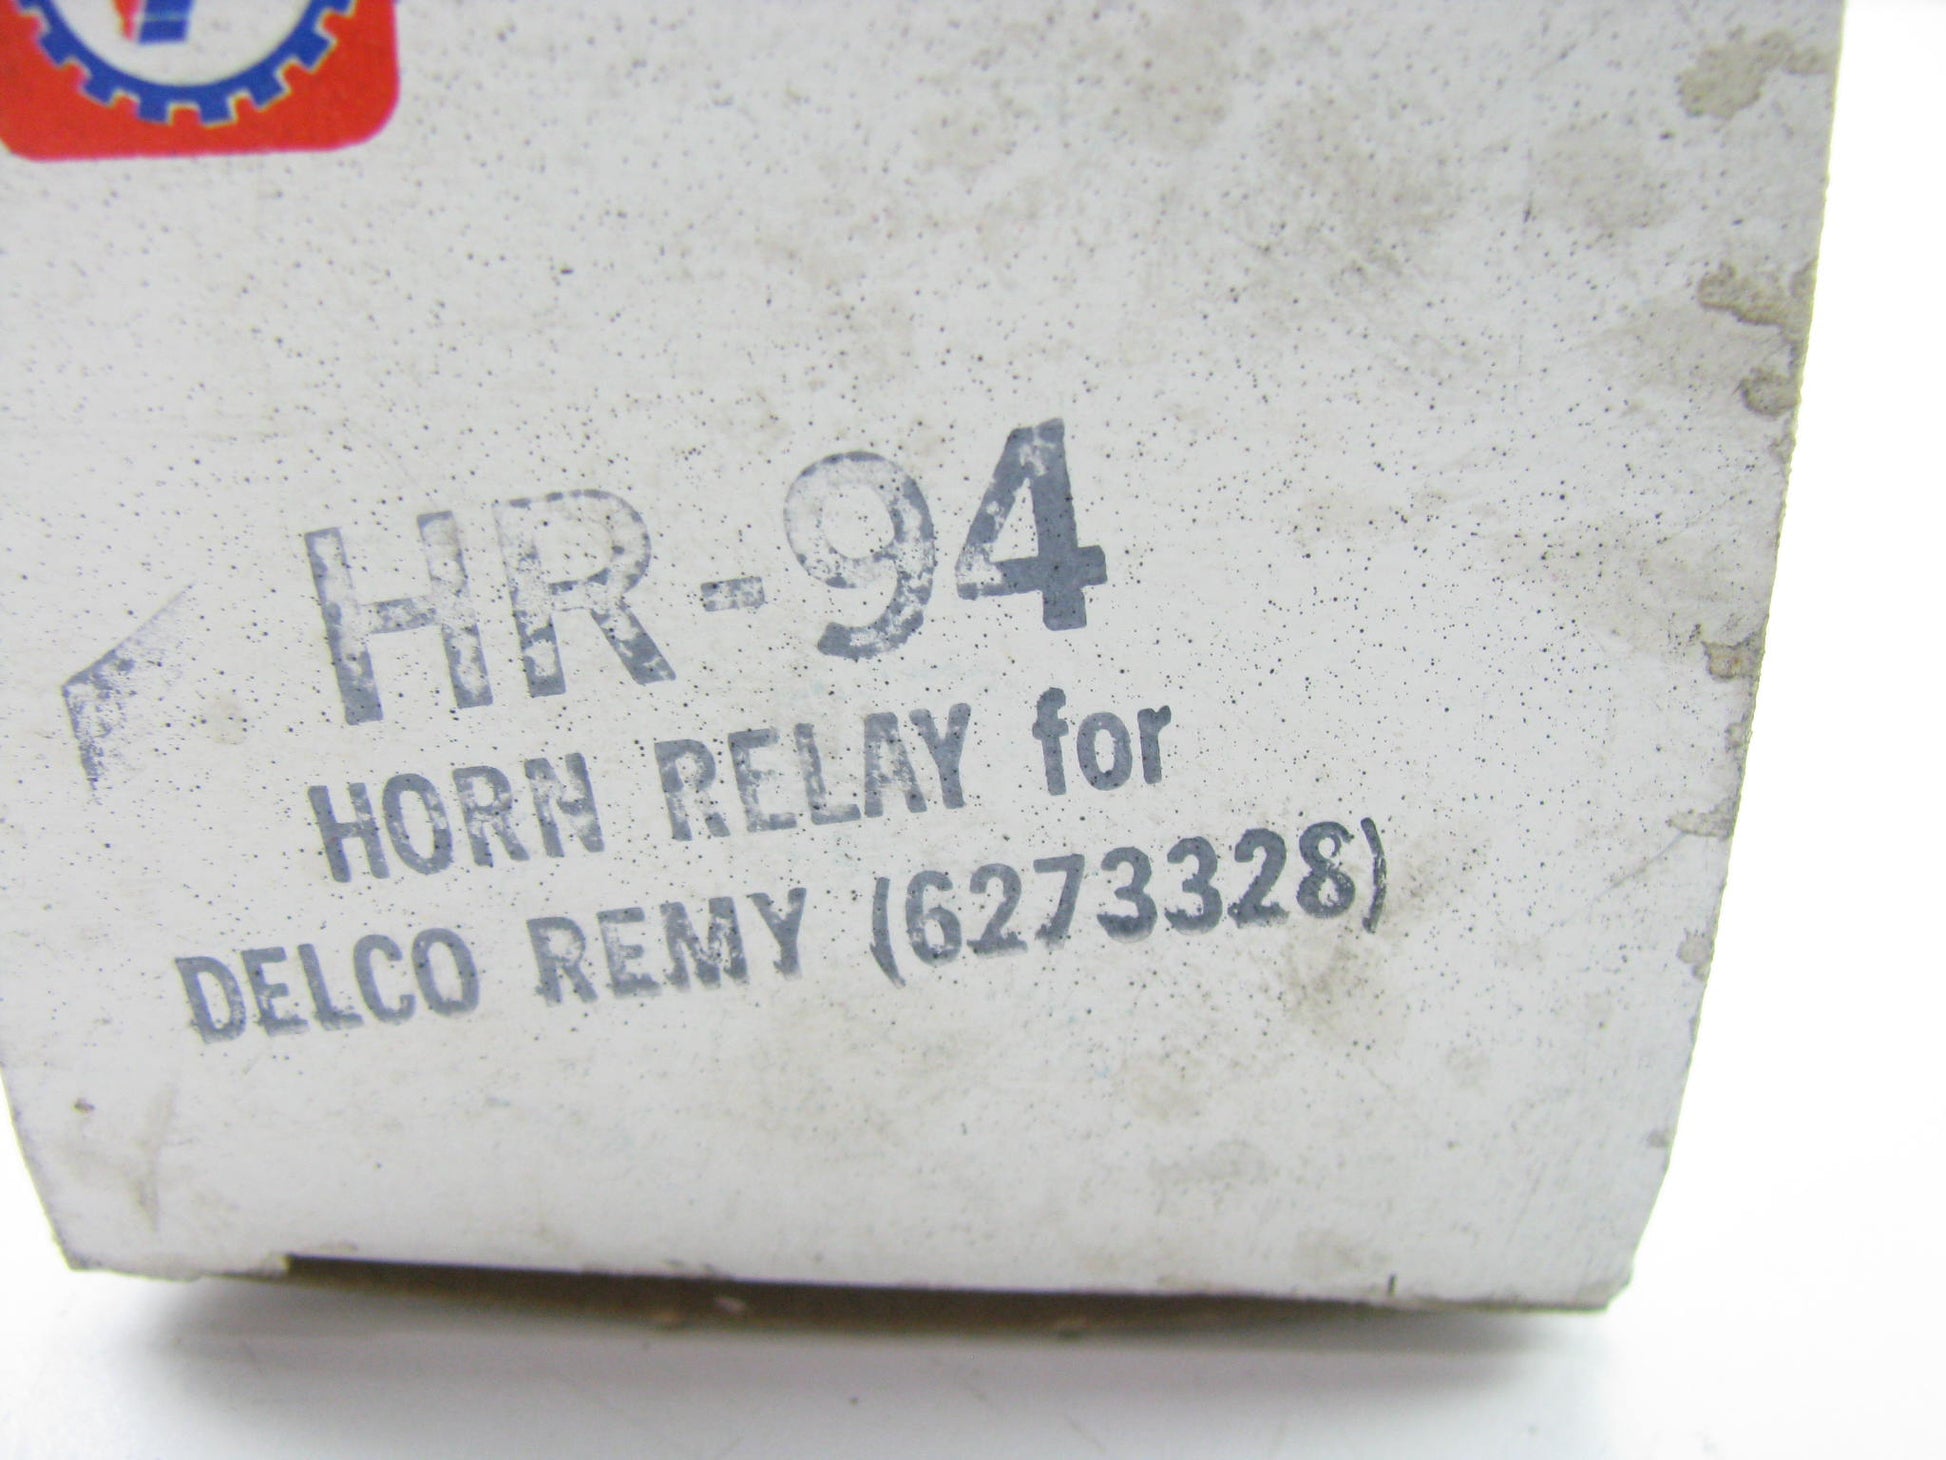 HR-94
HORN RELAY for
DELCO REMY (6273328)